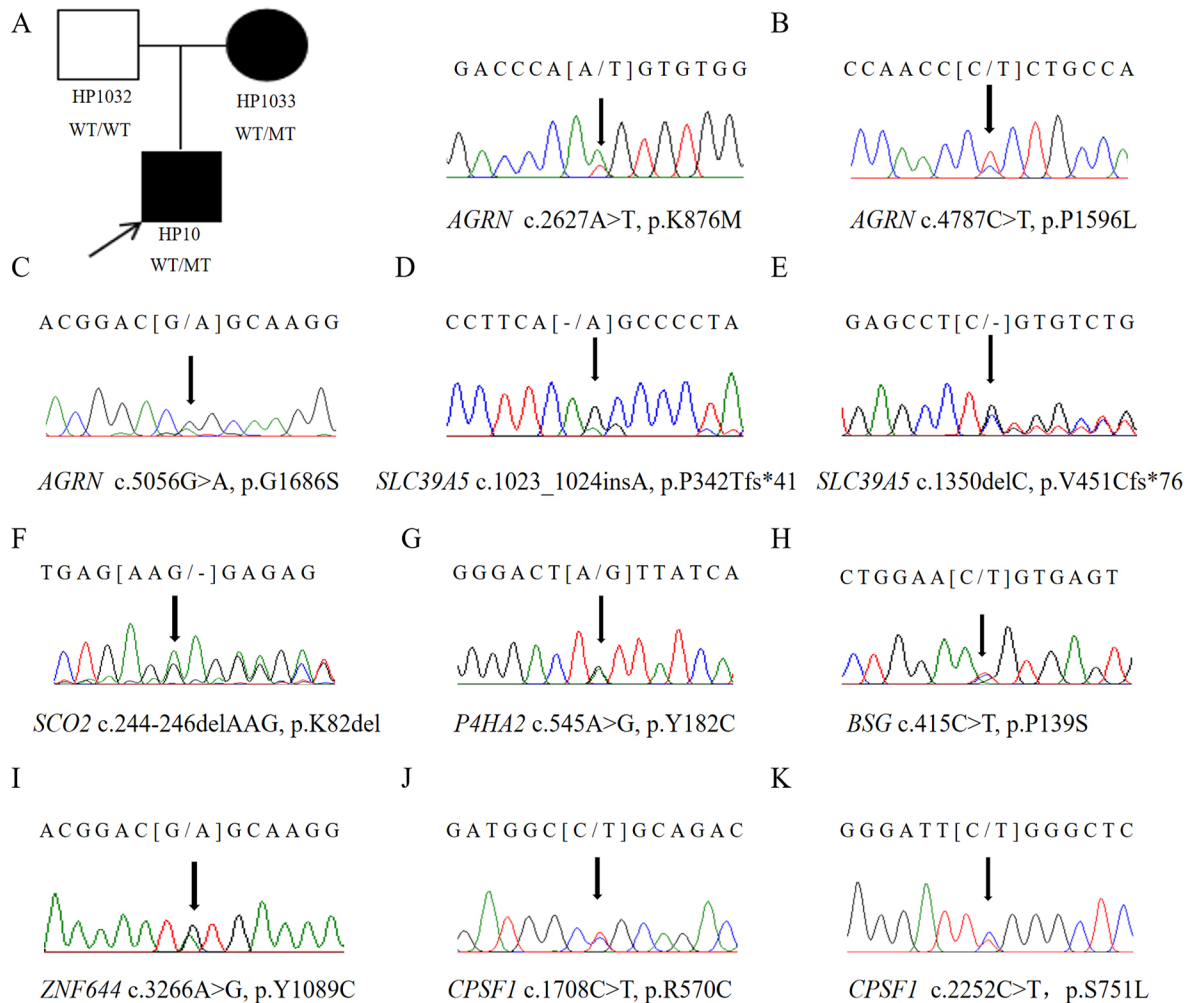 A
HP1032
WT/WT
HP1033
WT/MT
HP10
WT/MT
GACCCA[A/T]GTGTGG
AGRN c.2627A>T, p.K876M
B
CCAACC[C/T]CTGCCA
AGRN c.4787C>T, p.P1596L
C
ACGGAC[G/A]GCAAGG
AGRN c.5056G>A, p.G1686S
D
CCTTCA[-/A]GCCCCTA
SLC39A5 c.1023_1024insA, p.P342Tfs*41
E
GAGCCT[C/-]GTGTCTG
SLC39A5 c.1350delC, p.V451Cfs*76
F
TGAG[AAG/-]GAGAG
SCO2 c.244-246delAAG, p.K82del
G
GGGACT[A/G]TTATCA
P4HA2 c.545A>G, p.Y182C
H
CTGGAA[C/T]GTGAGT
BSG c.415C>T, p.P139S
I
ACGGAC[G/A]GCAAGG
ZNF644 c.3266A>G, p.Y1089C
J
GATGGC[C/T]GCAGAC
CPSF1 c.1708C>T, p.R570C
K
GGGATT[C/T]GGGCTC
CPSF1 c.2252C>T, p.S751L